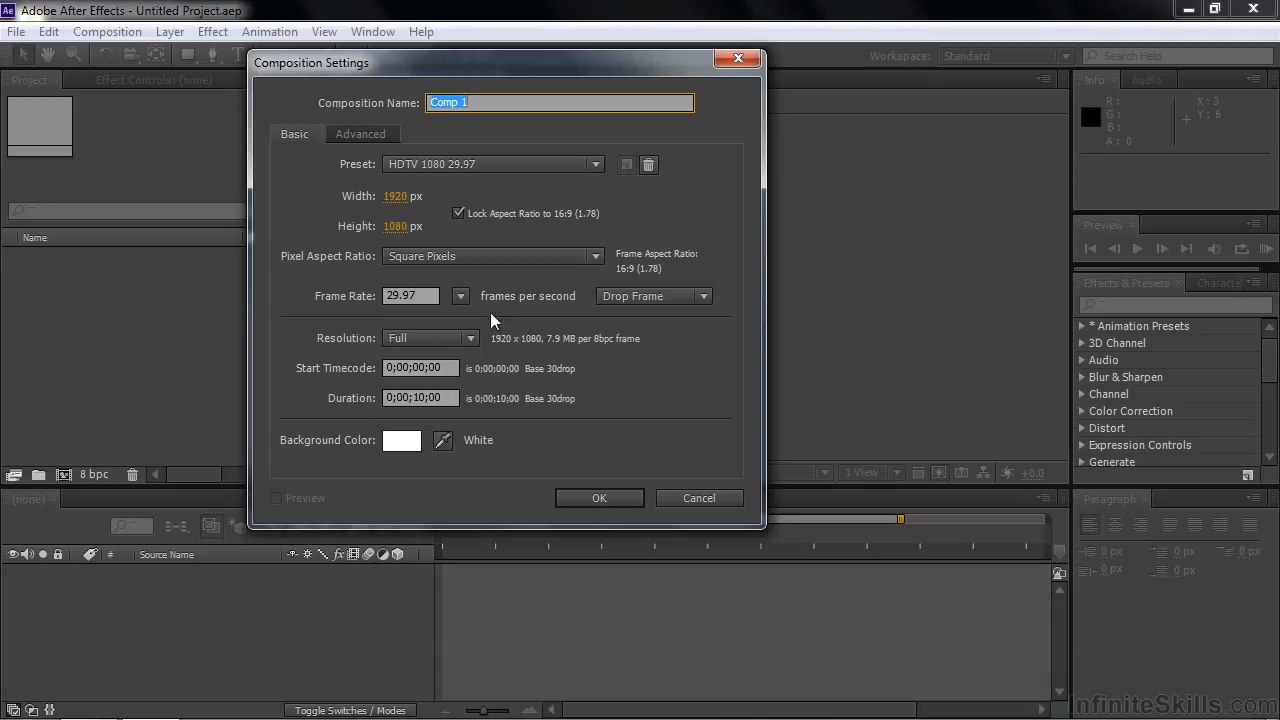 Ae Adobe After Effects - Untitled Project.aep
File Edit Composition Layer Effect Animation View Window Help
Workspace: Standard
Search Help
Project
Effect Controls: (none)
Composition Settings
Composition Name: Comp 1
Basic Advanced
Preset: HDTV 1080 29.97
Width: 1920 px
Lock Aspect Ratio to 16:9 (1.78)
Height: 1080 px
Pixel Aspect Ratio: Square Pixels
Frame Aspect Ratio:
16:9 (1.78)
Frame Rate: 29.97 frames per second Drop Frame
Resolution: Full 1920 x 1080, 7.9 MB per 8bpc frame
Start Timecode: 0;00;00;00 is 0;00;00;00 Base 30drop
Duration: 0;00;10;00 is 0;00;10;00 Base 30drop
Background Color: White
Preview
OK
Cancel
Info Audio
R:
G:
B:
A: 0
X: 3
Y: 6
Preview
Effects & Presets
Characte
* Animation Presets
3D Channel
Audio
Blur & Sharpen
Channel
Color Correction
Distort
Expression Controls
Generate
Name
8 bpc
1 View
+0.0
(none)
# Source Name
fx
Toggle Switches / Modes
Paragraph
0 px
0 px
0 px
0 px
0 px
InfiniteSkills.com